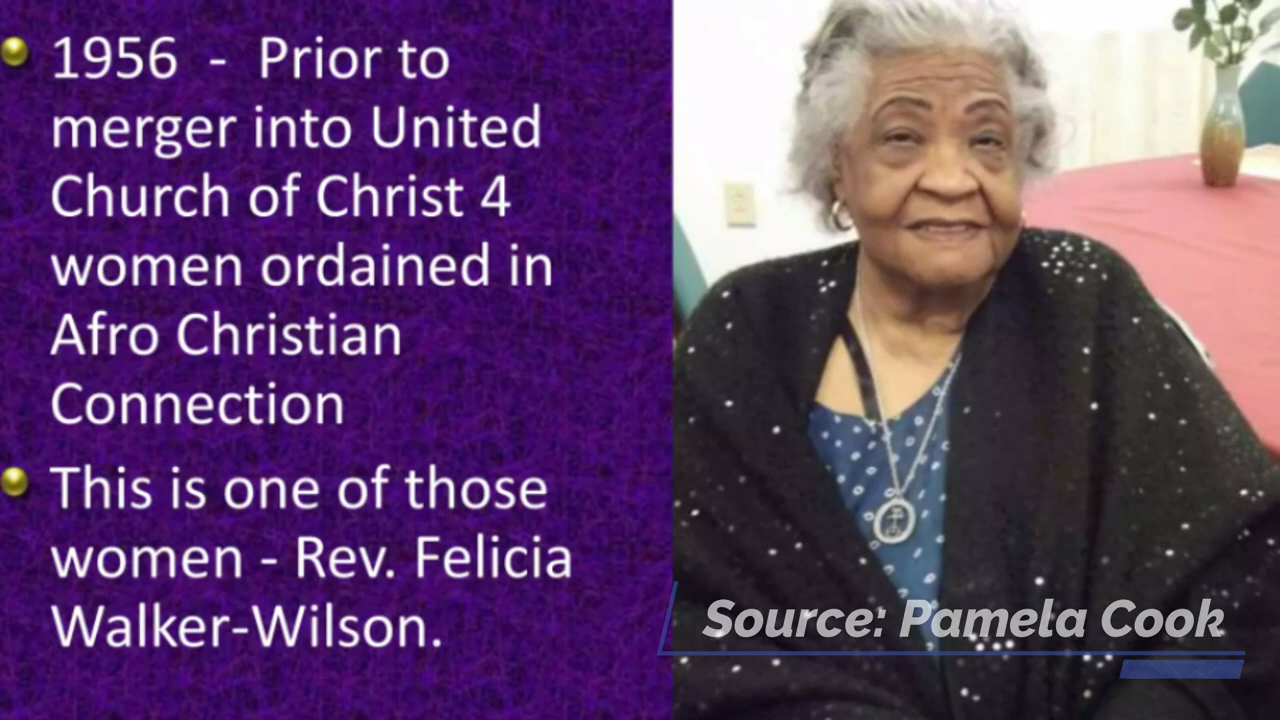 1956 - Prior to
merger into United
Church of Christ 4
women ordained in
Afro Christian
Connection
This is one of those
women - Rev. Felicia
Walker-Wilson.
Source: Pamela Cook